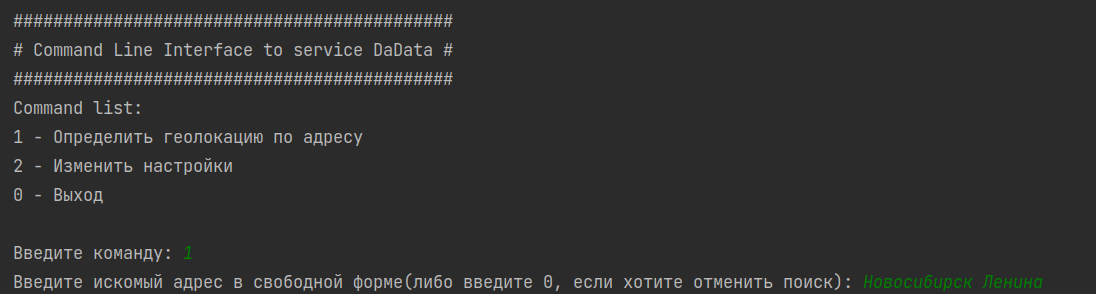 ############################################
# Command Line Interface to service DaData #
############################################
Command list:
1 - Определить геолокацию по адресу
2 - Изменить настройки
0 - Выход
Введите команду: 1
Введите искомый адрес в свободной форме(либо введите 0, если хотите отменить поиск): Новосибирск Ленина